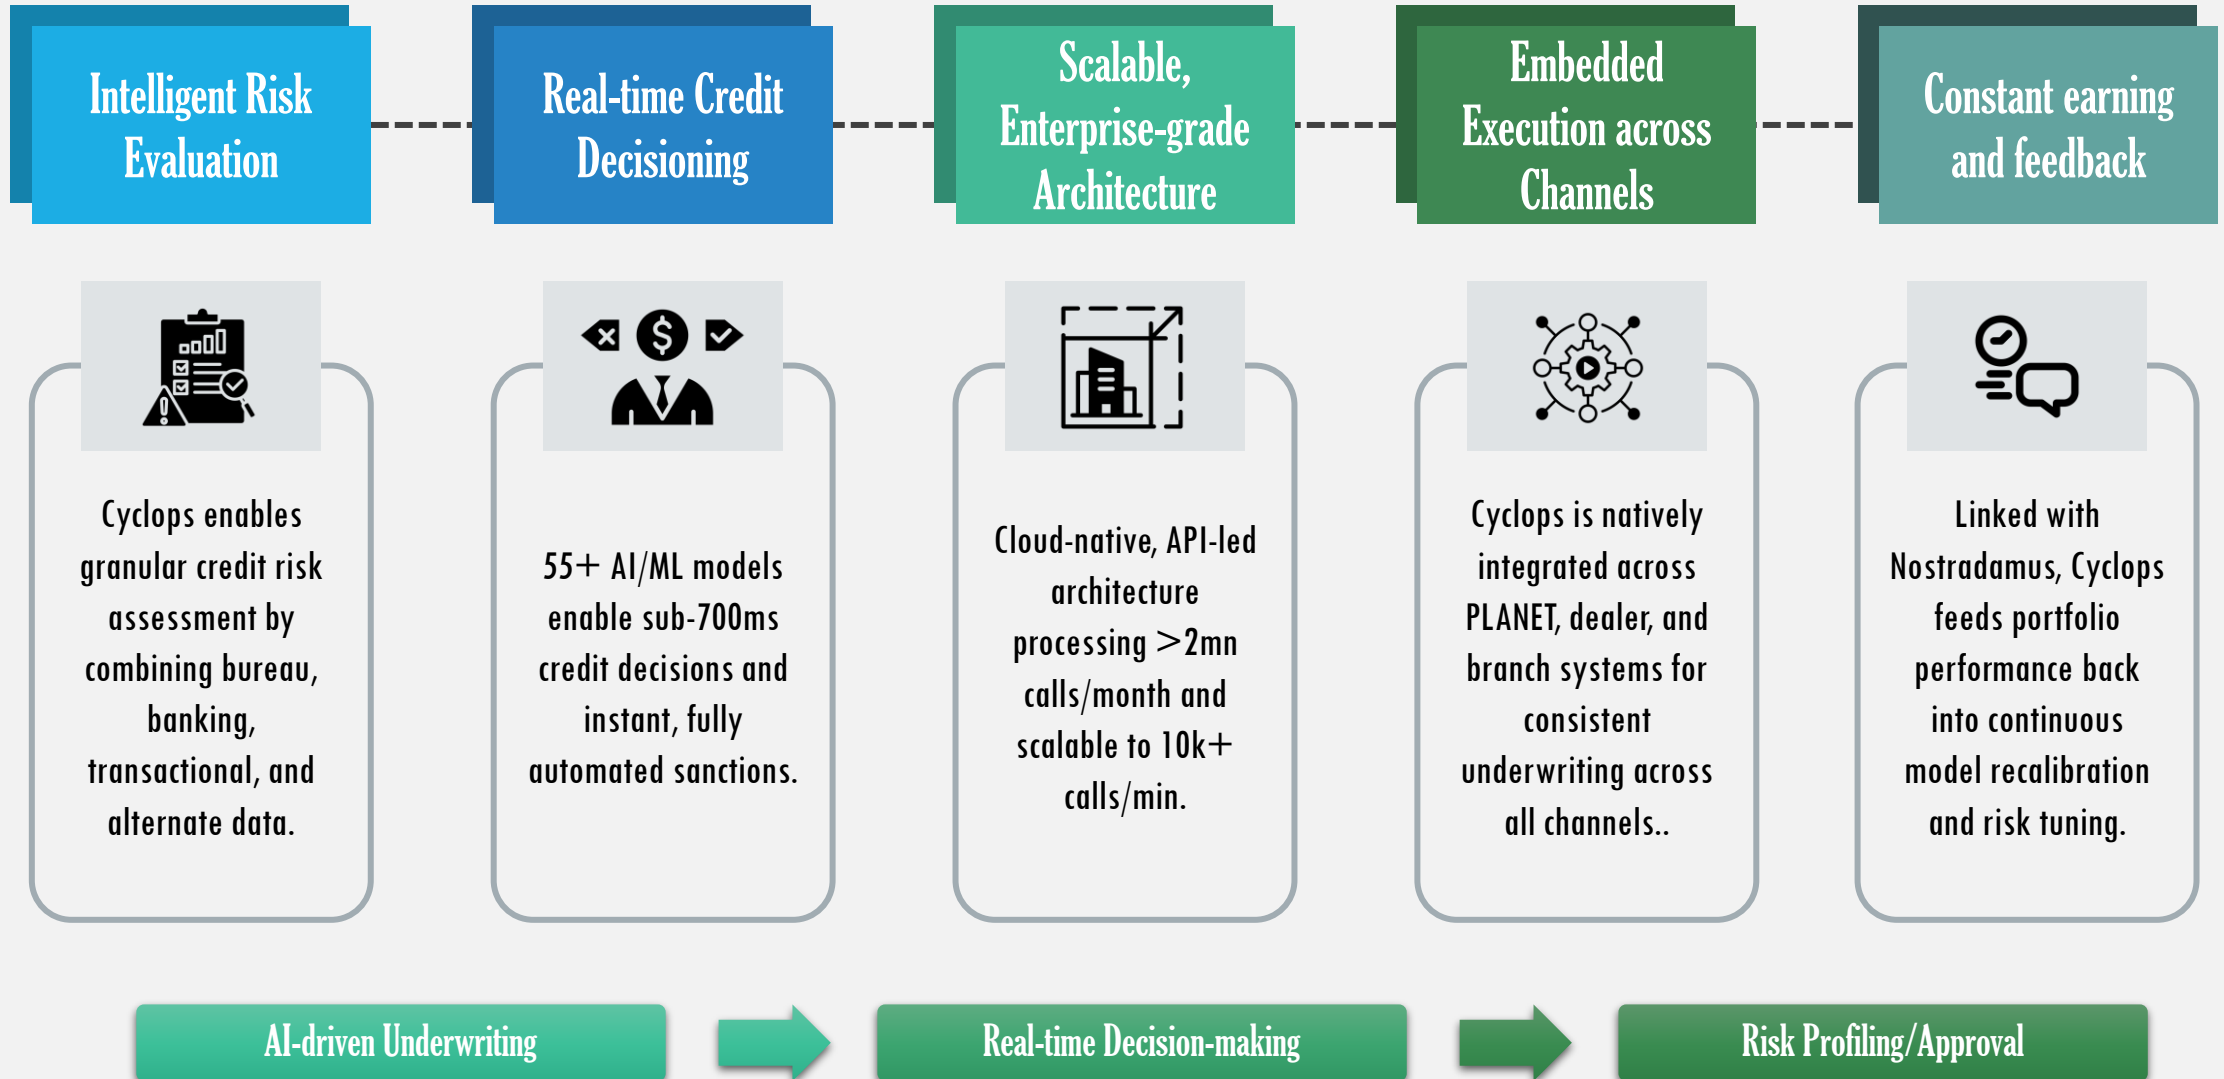 Intelligent Risk
Evaluation
Real-time Credit
Decisioning
Scalable,
Enterprise-grade
Architecture
Embedded
Execution across
Channels
Constant earning
and feedback
Cyclops enables
granular credit risk
assessment by
combining bureau,
banking,
transactional, and
alternate data.
55+ AI/ML models
enable sub-700ms
credit decisions and
instant, fully
automated sanctions.
Cloud-native, API-led
architecture
processing >2mn
calls/month and
scalable to 10k+
calls/min.
Cyclops is natively
integrated across
PLANET, dealer, and
branch systems for
consistent
underwriting across
all channels..
Linked with
Nostradamus, Cyclops
feeds portfolio
performance back
into continuous
model recalibration
and risk tuning.
AI-driven Underwriting
Real-time Decision-making
Risk Profiling/Approval